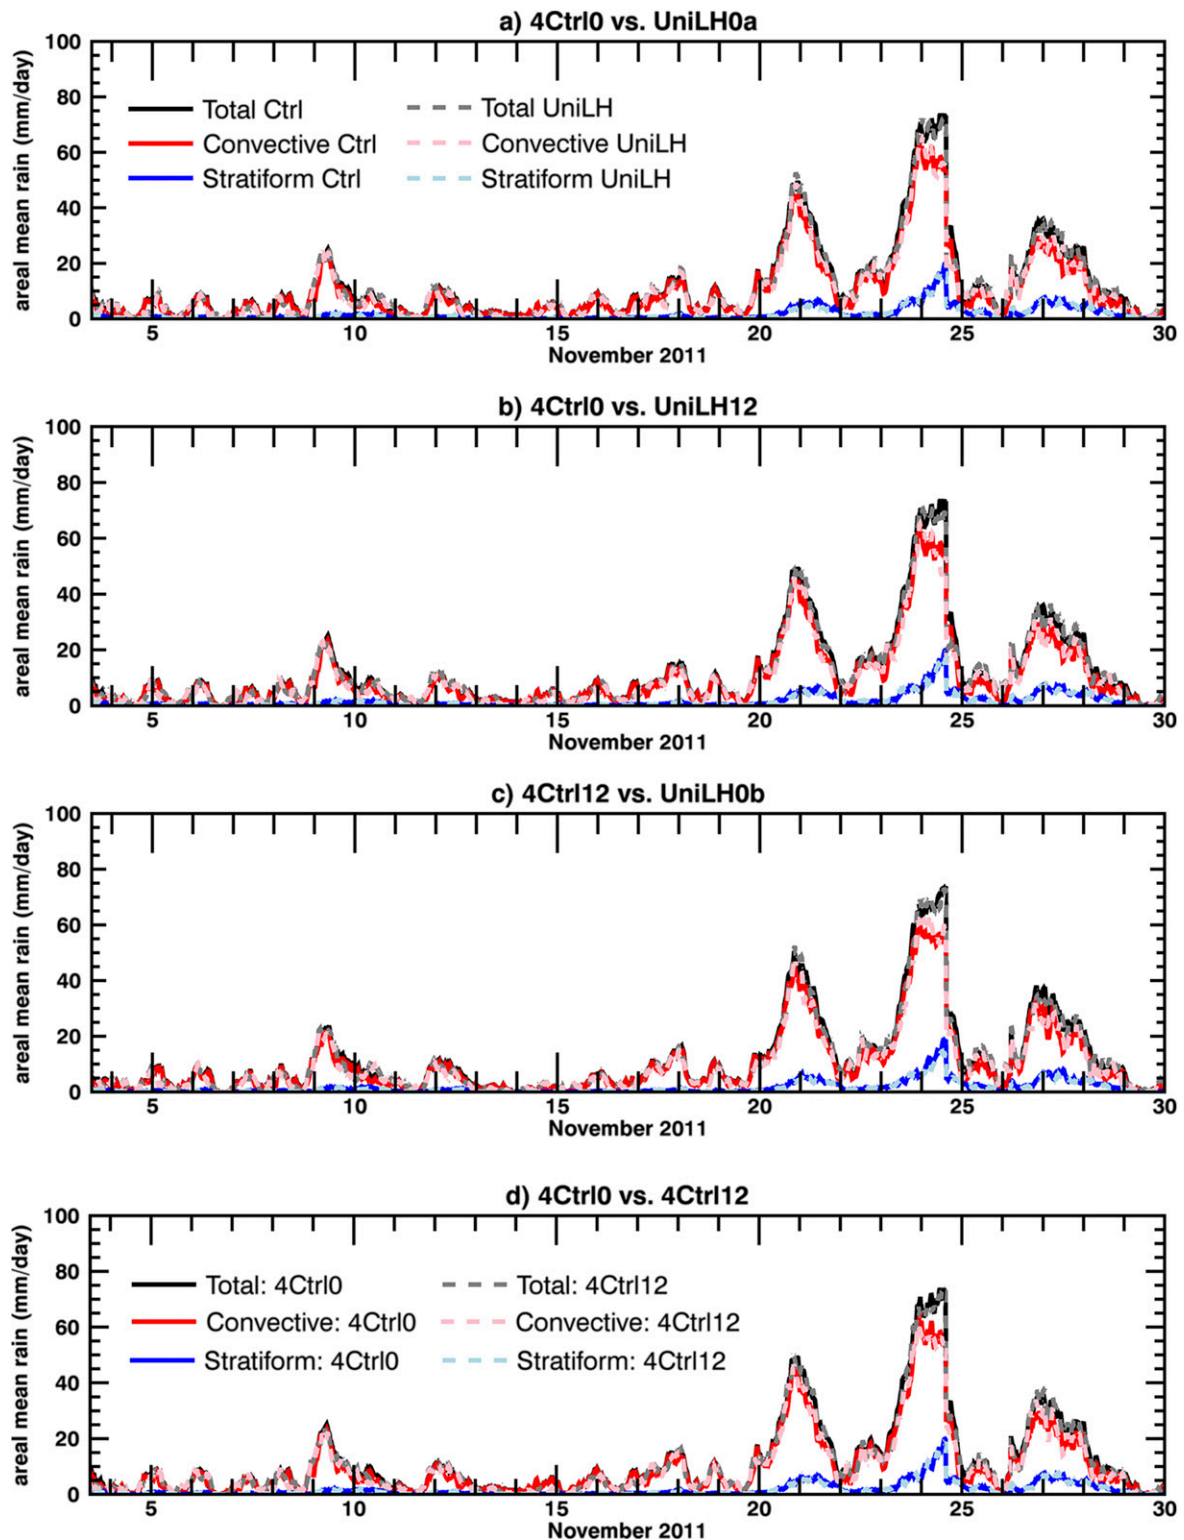 a) 4Ctrl0 vs. UniLH0a
areal mean rain (mm/day)
100
80
60
40
20
0
Total Ctrl
Total UniLH
Convective Ctrl
Convective UniLH
Stratiform Ctrl
Stratiform UniLH
5 10 15 20 25 30
November 2011
b) 4Ctrl0 vs. UniLH12
areal mean rain (mm/day)
100
80
60
40
20
0
5 10 15 20 25 30
November 2011
c) 4Ctrl12 vs. UniLH0b
areal mean rain (mm/day)
100
80
60
40
20
0
5 10 15 20 25 30
November 2011
d) 4Ctrl0 vs. 4Ctrl12
areal mean rain (mm/day)
100
80
60
40
20
0
Total: 4Ctrl0
Total: 4Ctrl12
Convective: 4Ctrl0
Convective: 4Ctrl12
Stratiform: 4Ctrl0
Stratiform: 4Ctrl12
5 10 15 20 25 30
November 2011